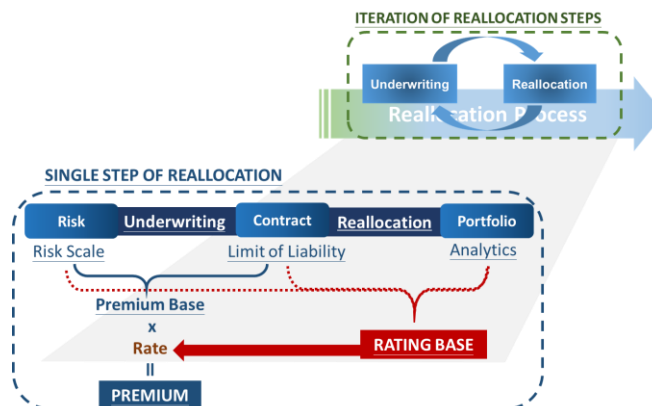 ITERATION OF REALLOCATION STEPS
Underwriting
Reallocation
Reallocation Process
SINGLE STEP OF REALLOCATION
Risk
Underwriting
Contract
Reallocation
Portfolio
Risk Scale
Limit of Liability
Analytics
Premium Base
x
Rate
RATING BASE
=
PREMIUM